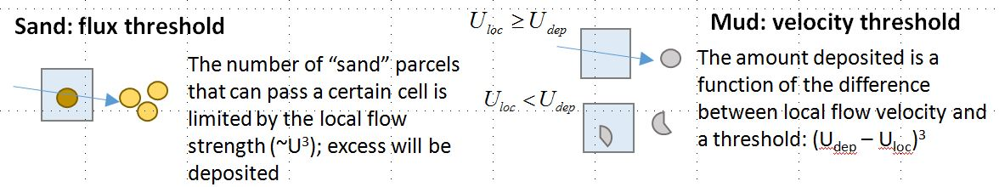 Sand: flux threshold
The number of “sand” parcels
that can pass a certain cell is
limited by the local flow
strength (~U³); excess will be
deposited
U_loc ≥ U_dep
U_loc < U_dep
Mud: velocity threshold
The amount deposited is a
function of the difference
between local flow velocity and
a threshold: (U_dep – U_loc)³